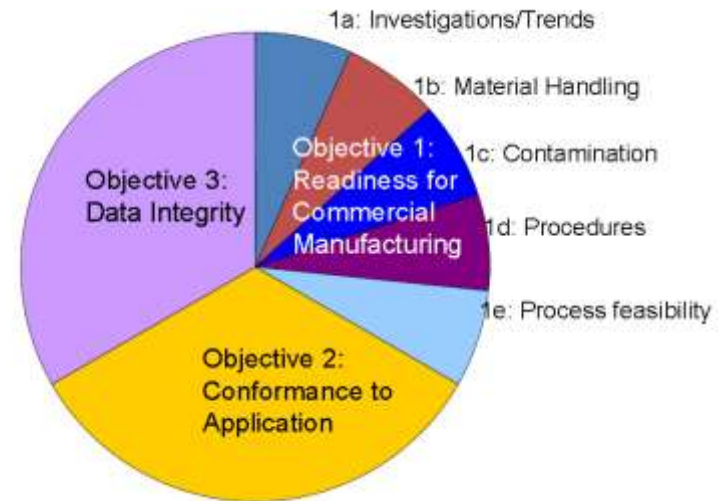 1a: Investigations/Trends
1b: Material Handling
1c: Contamination
1d: Procedures
1e: Process feasibility
Objective 1:
Readiness for
Commercial
Manufacturing
Objective 2:
Conformance to
Application
Objective 3:
Data Integrity